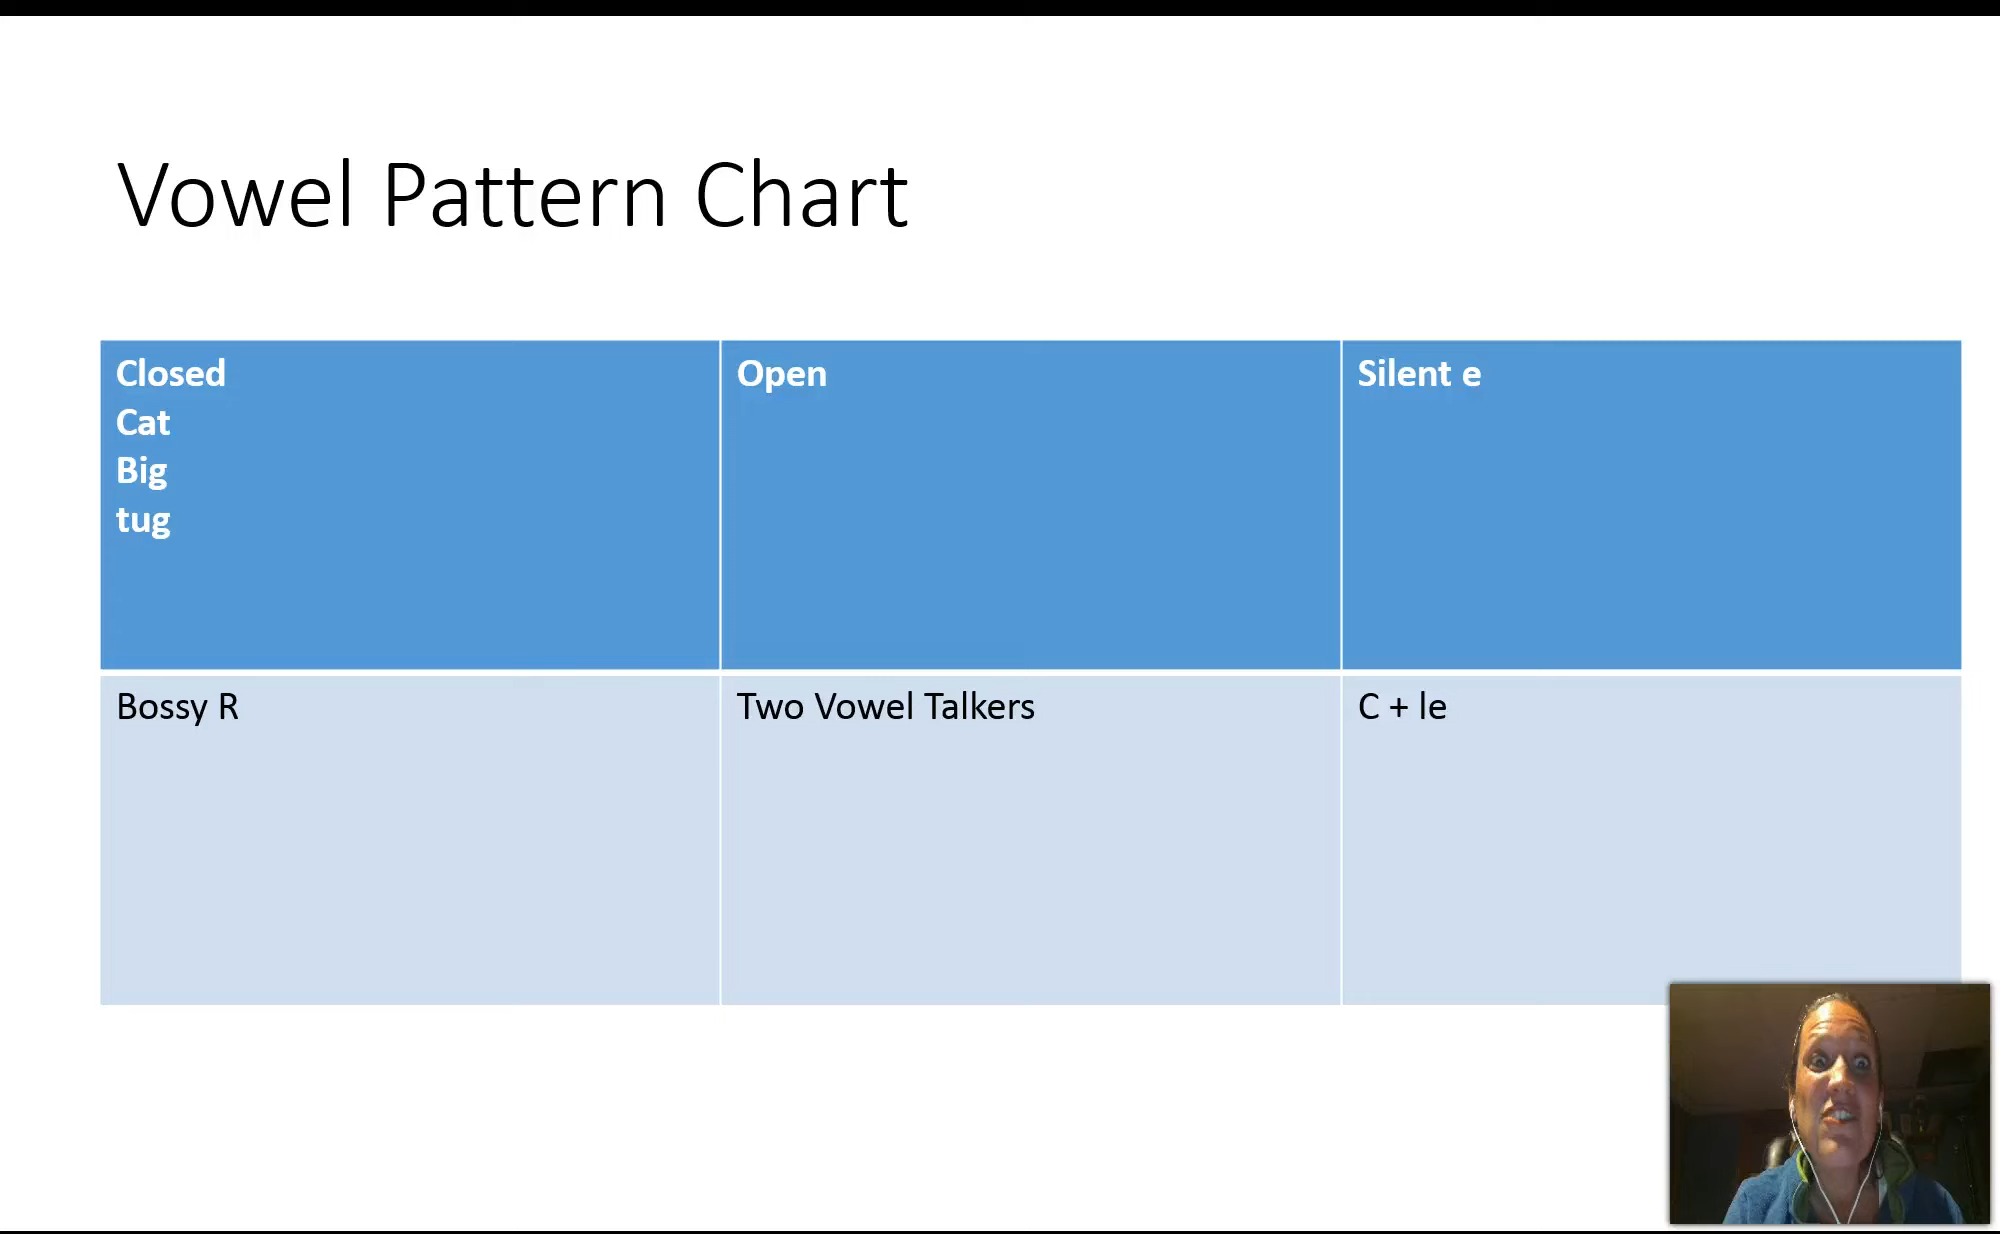 Vowel Pattern Chart
Closed
Cat
Big
tug
Open
Silent e
Bossy R
Two Vowel Talkers
C + le